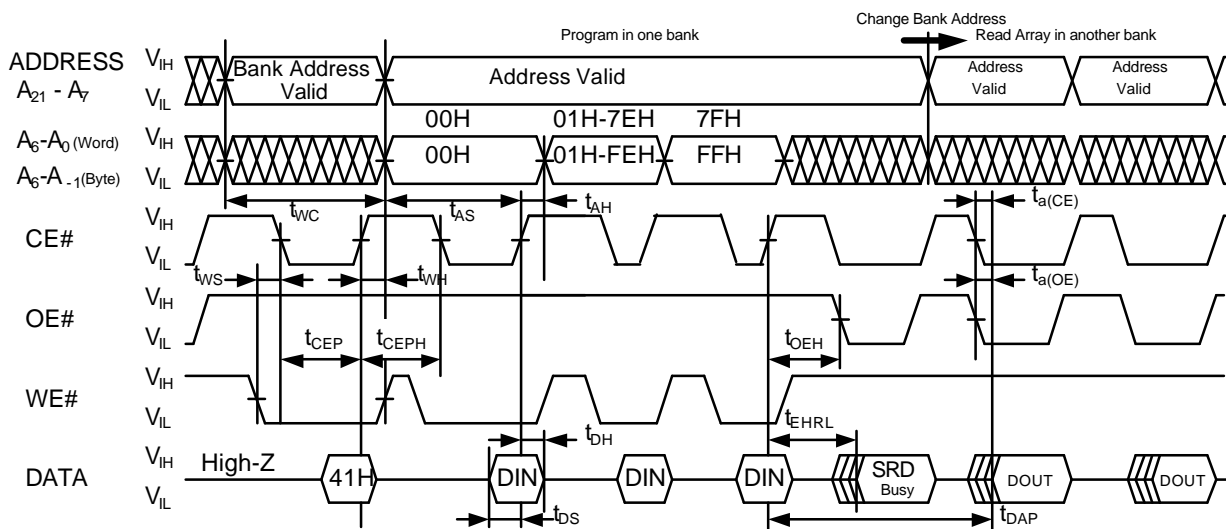 Change Bank Address
Program in one bank
Read Array in another bank
ADDRESS
A21 - A7
VIH
VIL
Bank Address
Valid
Address Valid
Address
Valid
Address
Valid
A6-A0 (Word)
A6-A-1(Byte)
VIH
VIL
00H 01H-7EH 7FH
00H 01H-FEH FFH
tWC tAS tAH ta(CE)
CE#
VIH
VIL
tWS tWH ta(OE)
OE#
VIH
VIL
tCEP tCEPH tOEH
WE#
VIH
VIL
tDH tEHRL
DATA
VIH
VIL
High-Z 41H DIN DIN DIN SRD DOUT DOUT
Busy
tDS tDAP